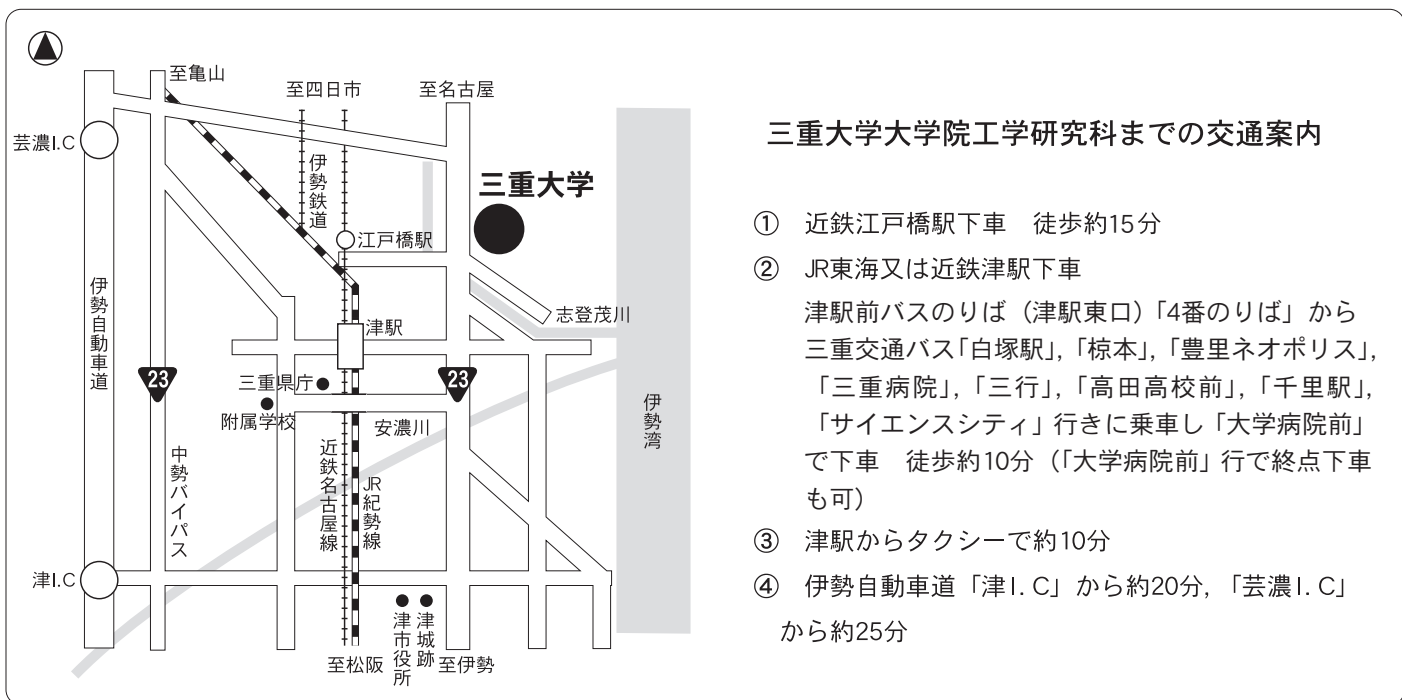 至亀山
至四日市
至名古屋
芸濃I.C
伊勢鉄道
三重大学
江戸橋駅
伊勢自動車道
志登茂川
津駅
23
23
三重県庁
附属学校
安濃川
伊勢湾
中勢バイパス
近鉄名古屋線
JR紀勢線
津I.C
津市役所
津城跡
至松阪
至伊勢
三重大学大学院工学研究科までの交通案内
① 近鉄江戸橋駅下車　徒歩約15分
② JR東海又は近鉄津駅下車
津駅前バスのりば（津駅東口）「4番のりば」から
三重交通バス「白塚駅」,「椋本」,「豊里ネオポリス」,
「三重病院」,「三行」,「高田高校前」,「千里駅」,
「サイエンスシティ」行きに乗車し「大学病院前」
で下車　徒歩約10分（「大学病院前」行で終点下車
も可）
③ 津駅からタクシーで約10分
④ 伊勢自動車道「津I.C」から約20分,「芸濃I.C」
から約25分